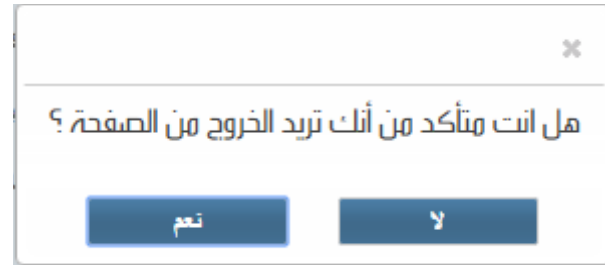 هل انت متأكد من أنك تريد الخروج من الصفحة ؟
لا
نعم